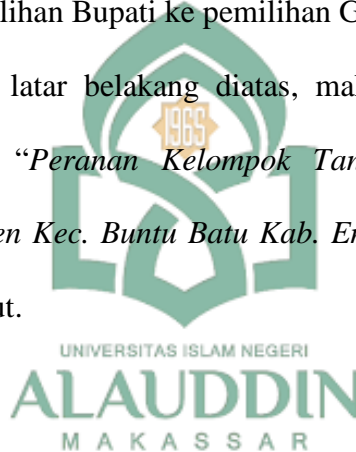 lihan Bupati ke pemilihan G
latar belakang diatas, mal
"Peranan Kelompok Tan
en Kec. Buntu Batu Kab. En
ut.
1965
UNIVERSITAS ISLAM NEGERI
ALAUDDIN
MAKASSAR